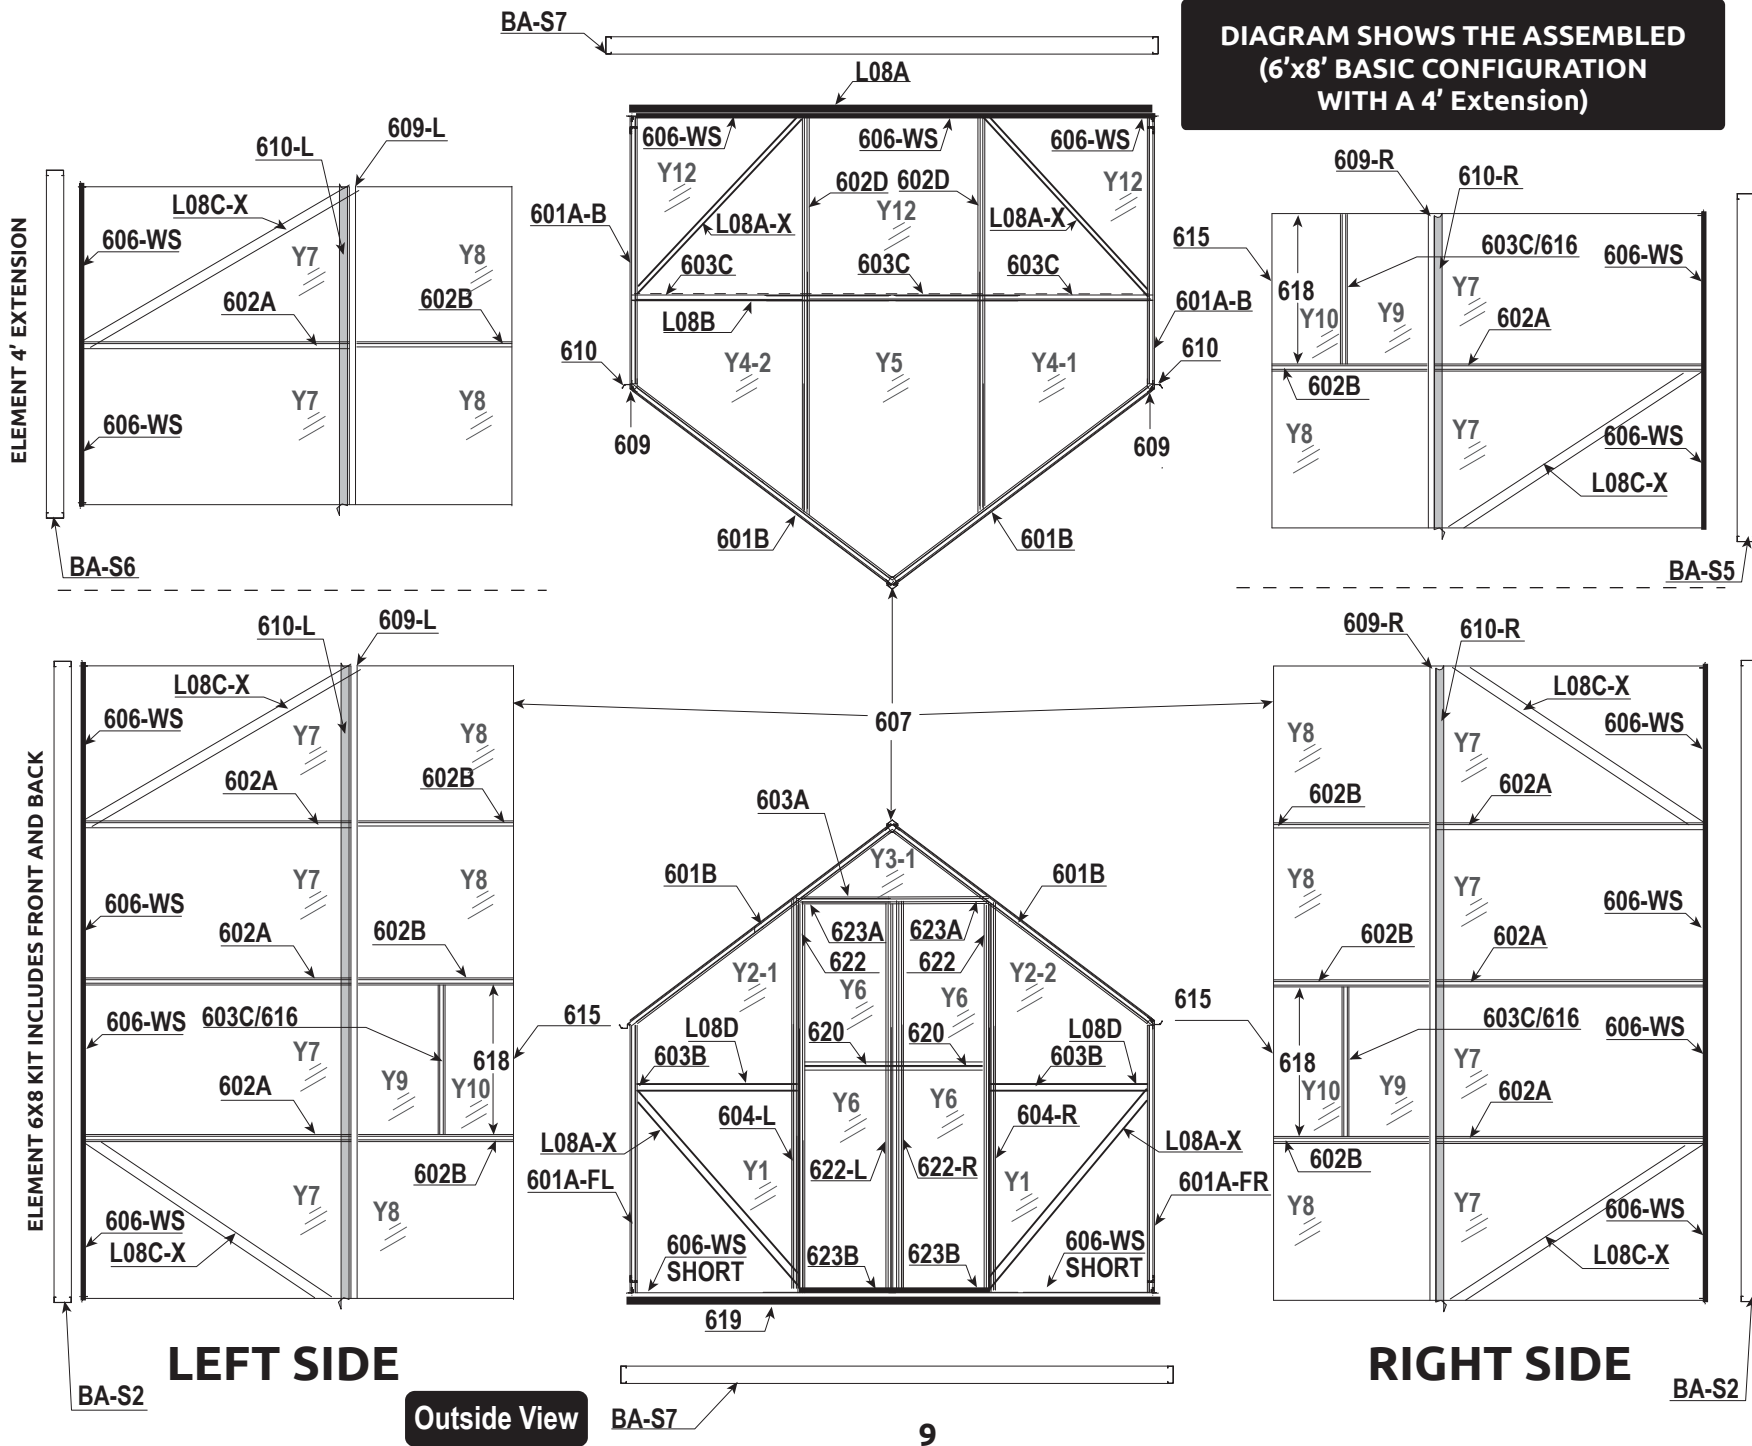 BA-S7
L08A
DIAGRAM SHOWS THE ASSEMBLED
(6'x8' BASIC CONFIGURATION
WITH A 4' Extension)
ELEMENT 4' EXTENSION
610-L
609-L
L08C-X
606-WS
Y7
Y8
602A
602B
Y7
Y8
606-WS
BA-S6
606-WS
606-WS
606-WS
Y12
602D
602D
Y12
Y12
601A-B
L08A-X
L08A-X
603C
603C
603C
L08B
601A-B
610
Y4-2
Y5
Y4-1
610
609
609
601B
601B
609-R
610-R
615
603C/616
606-WS
618
Y7
Y10
Y9
602A
602B
Y8
Y7
606-WS
L08C-X
BA-S5
ELEMENT 6X8 KIT INCLUDES FRONT AND BACK
610-L
609-L
L08C-X
606-WS
Y7
Y8
602A
602B
Y7
Y8
606-WS
602A
602B
606-WS
603C/616
615
Y7
618
Y9
Y10
602A
602B
Y7
Y8
606-WS
L08C-X
BA-S2
607
603A
Y3-1
601B
601B
623A
623A
622
622
Y2-1
Y2-2
Y6
Y6
L08D
620
620
L08D
603B
603B
604-L
Y6
Y6
604-R
L08A-X
L08A-X
Y1
622-L
622-R
Y1
601A-FL
601A-FR
606-WS
SHORT
623B
623B
606-WS
SHORT
619
609-R
610-R
L08C-X
606-WS
Y8
Y7
602B
602A
Y8
Y7
606-WS
602B
602A
615
603C/616
606-WS
618
Y7
Y10
Y9
602A
602B
Y8
Y7
606-WS
L08C-X
BA-S2
LEFT SIDE
RIGHT SIDE
Outside View
BA-S7
9